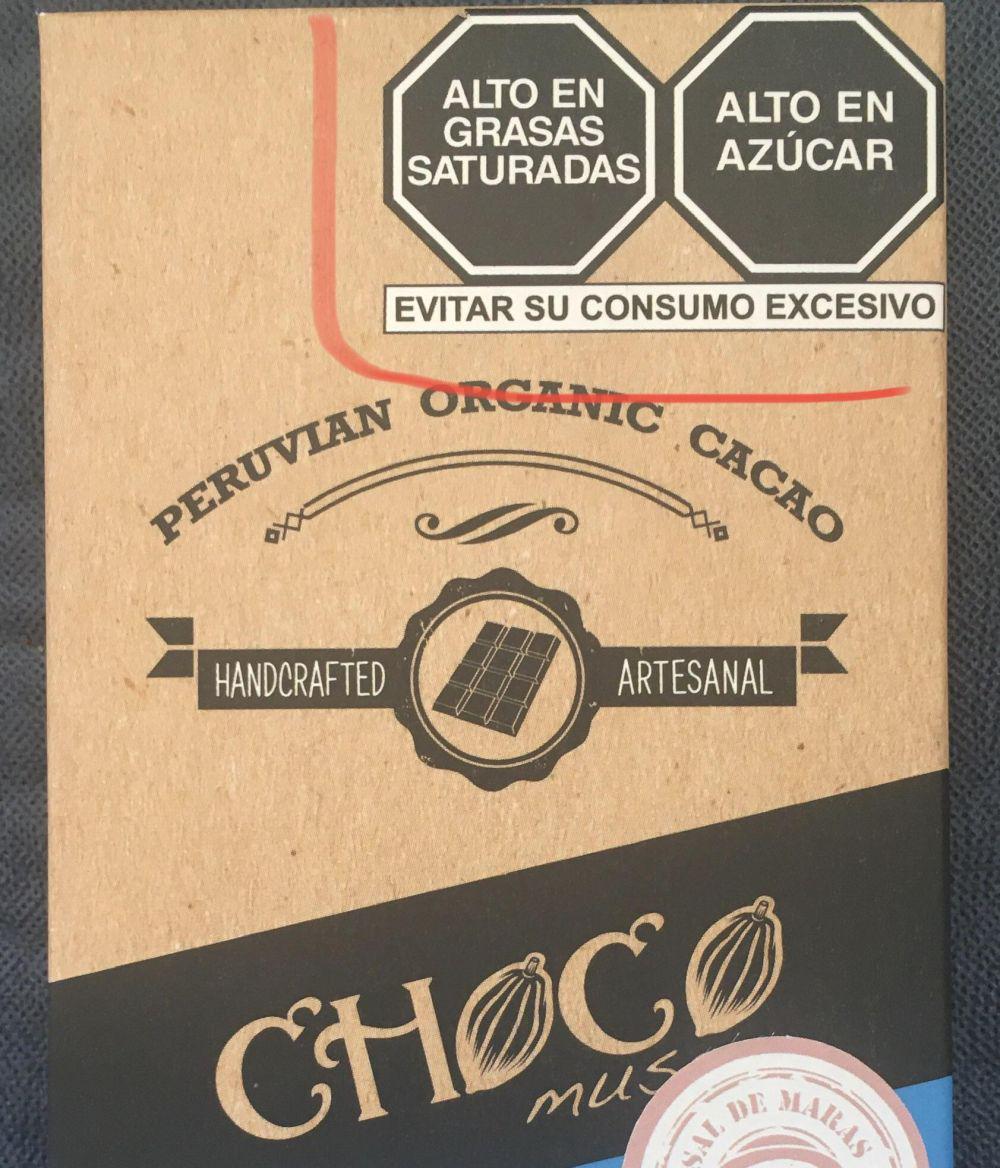 ALTO EN
GRASAS
SATURADAS
ALTO EN
AZÚCAR
EVITAR SU CONSUMO EXCESIVO
PERUVIAN ORGANIC CACAO
HANDCRAFTED
ARTESANAL
CHOCO
SAL DE MARAS